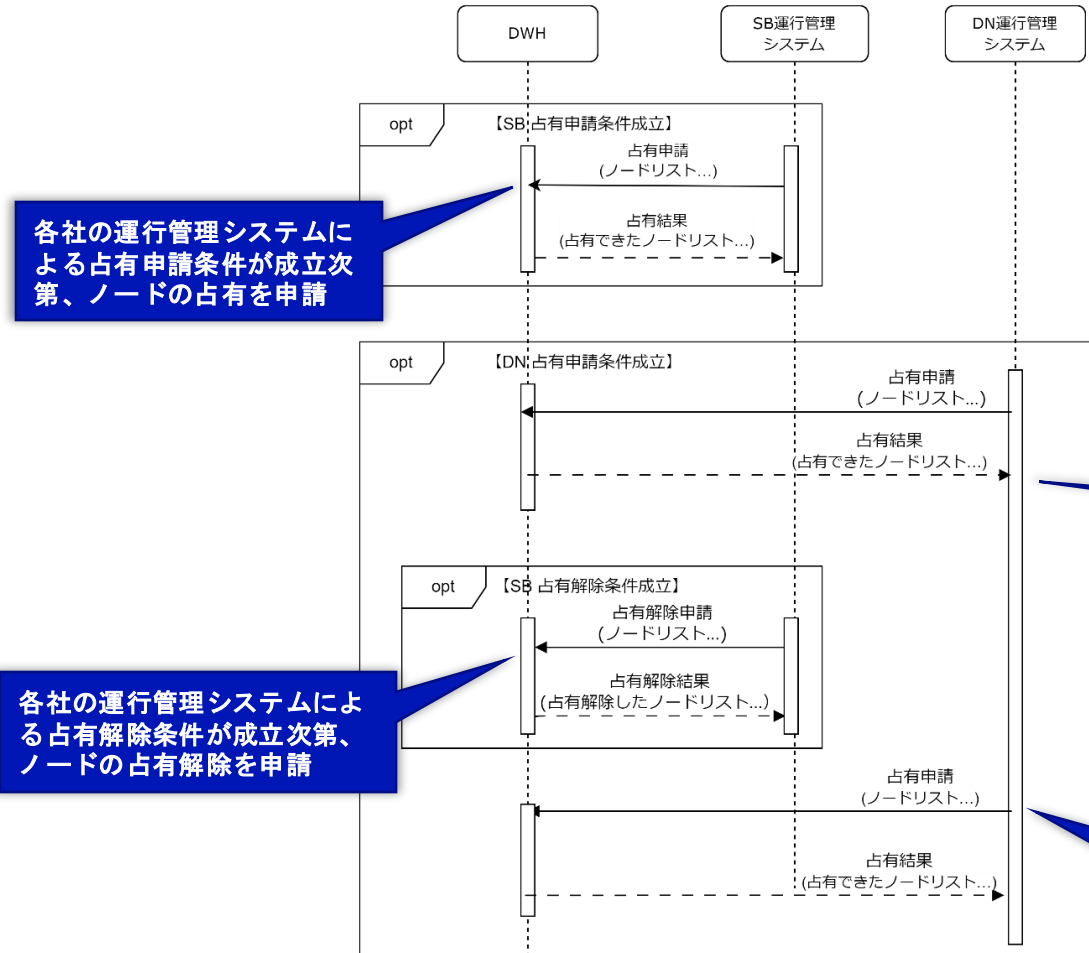 DWH
SB運行管理
システム
DN運行管理
システム
opt
【SB 占有申請条件成立】
占有申請
(ノードリスト...)
各社の運行管理システムに
よる占有申請条件が成立次
第、ノードの占有を申請
占有結果
(占有できたノードリスト...)
opt
【DN 占有申請条件成立】
占有申請
(ノードリスト...)
占有結果
(占有できたノードリスト...)
opt
【SB 占有解除条件成立】
占有解除申請
(ノードリスト...)
各社の運行管理システムによ
る占有解除条件が成立次第、
ノードの占有解除を申請
占有解除結果
(占有解除したノードリスト...)
占有申請
(ノードリスト...)
占有結果
(占有できたノードリスト...)